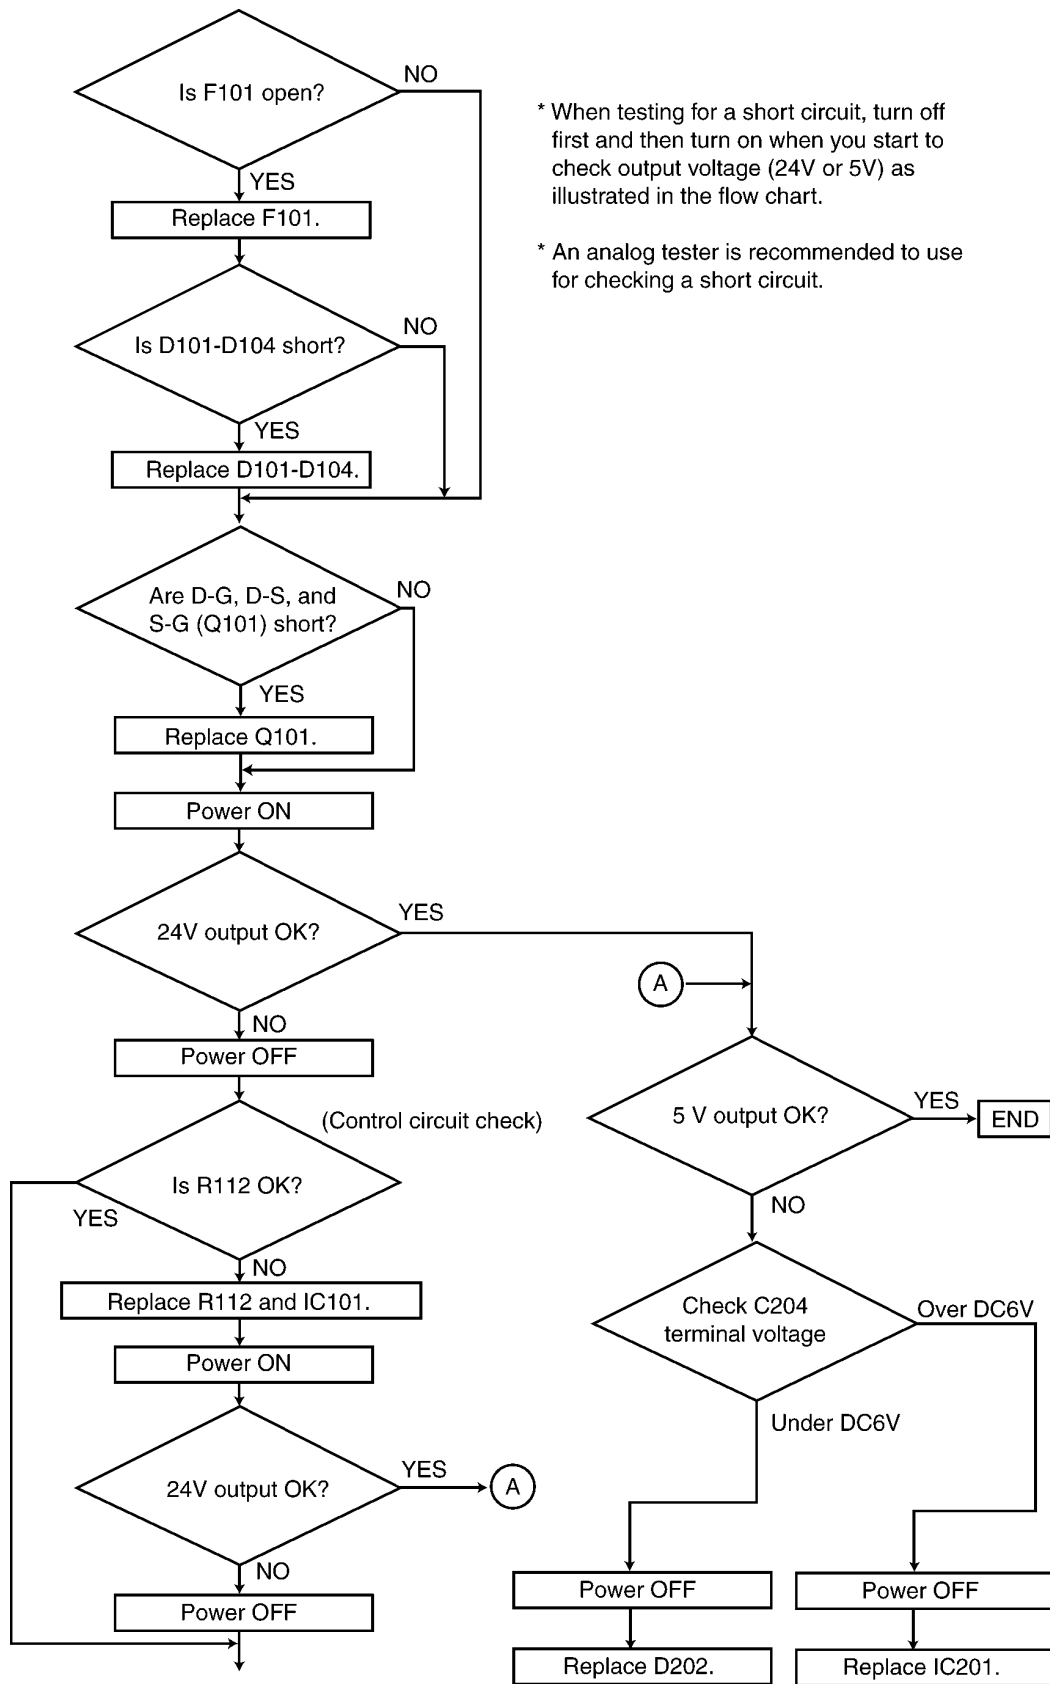 Is F101 open?
NO
YES
Replace F101.
* When testing for a short circuit, turn off
first and then turn on when you start to
check output voltage (24V or 5V) as
illustrated in the flow chart.
* An analog tester is recommended to use
for checking a short circuit.
Is D101-D104 short?
NO
YES
Replace D101-D104.
Are D-G, D-S, and
S-G (Q101) short?
NO
YES
Replace Q101.
Power ON
24V output OK?
YES
NO
Power OFF
(Control circuit check)
Is R112 OK?
YES
NO
Replace R112 and IC101.
Power ON
24V output OK?
YES
A
NO
Power OFF
A
5 V output OK?
YES
END
NO
Check C204
terminal voltage
Over DC6V
Under DC6V
Power OFF
Replace D202.
Power OFF
Replace IC201.